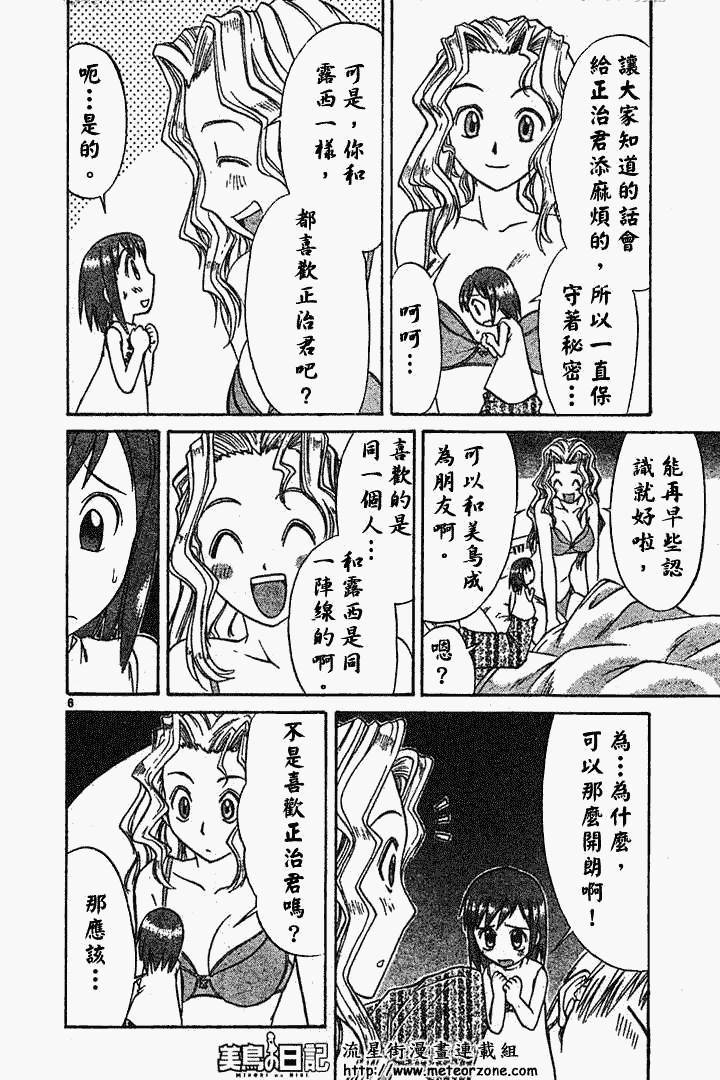 讓大家知道的話會
給正治君添麻煩的，所以一直保
守著秘密…
呵呵…
可是，你和
露西一樣，
都喜歡正治君吧？
呃…是的。
能再早些認
識就好啦，
可以和美鳥成
為朋友啊。
嗯？
喜歡的是
同一個人…
和露西是同
一陣線的啊。
6
為…為什麼，
可以那麼開朗啊！
不是喜歡正治君嗎？
那應該…
美鳥の日記
MINORI no NIKI
流星街漫畫連載組
http://www.meteorzone.com